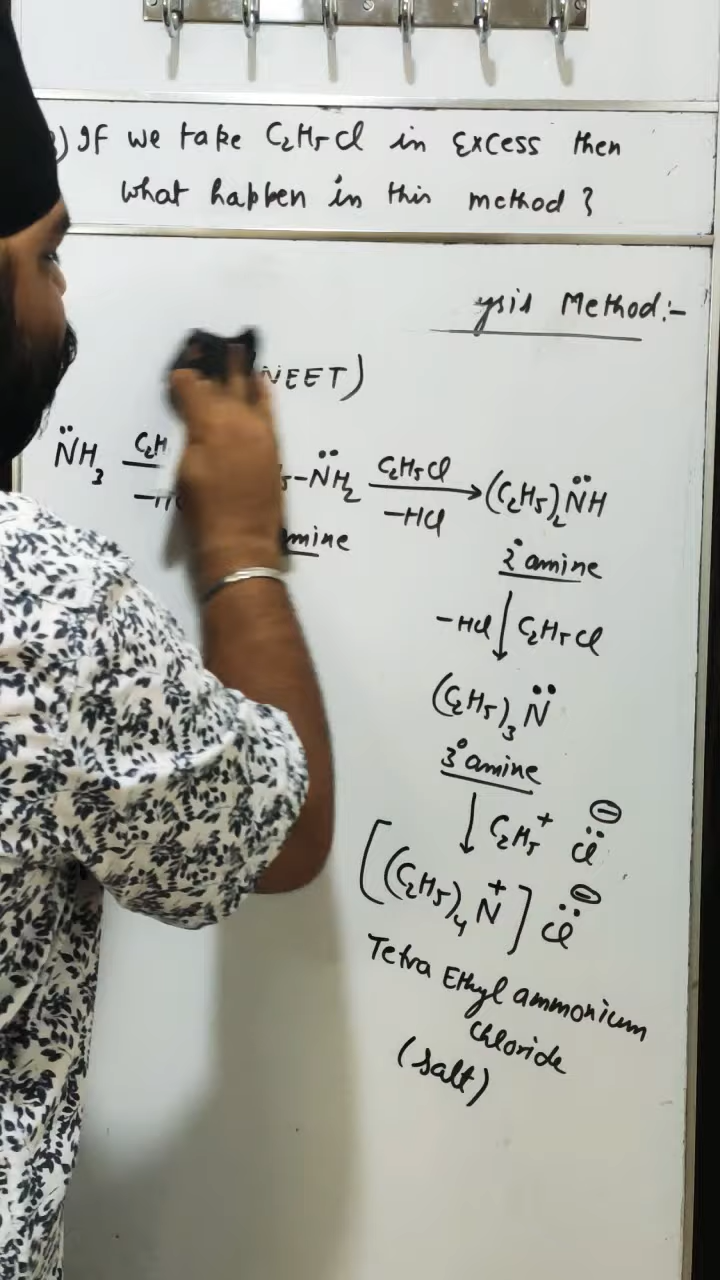 ) If we take C₂H₅Cl in Excess then
what happen in this method ?
ysis Method:-
NEET)
N̈H₃ C₂H
-H
-N̈H₂ C₂H₅Cl -HCl → (C₂H₅)₂N̈H
mine
2° amine
-HCl ↓ C₂H₅Cl
(C₂H₅)₃N̈
3° amine
↓ C₂H₅⁺ C̈l⊖
[(C₂H₅)₄N⁺] C̈l⊖
Tetra Ethyl ammonium
Chloride
(salt)